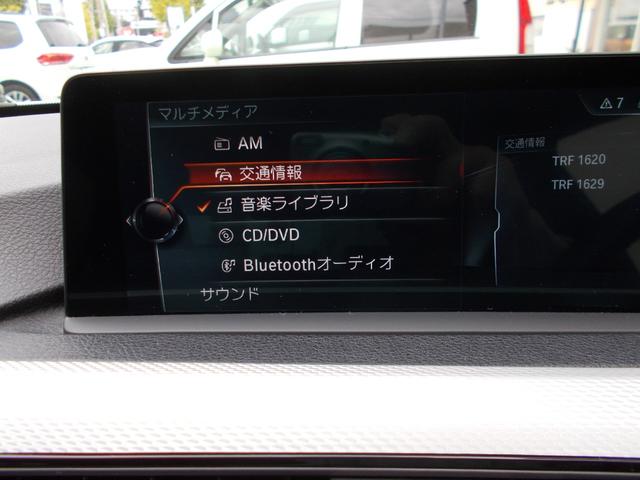 マルチメディア
AM
交通情報
音楽ライブラリ
CD/DVD
Bluetoothオーディオ
サウンド
7
交通情報
TRF 1620
TRF 1629